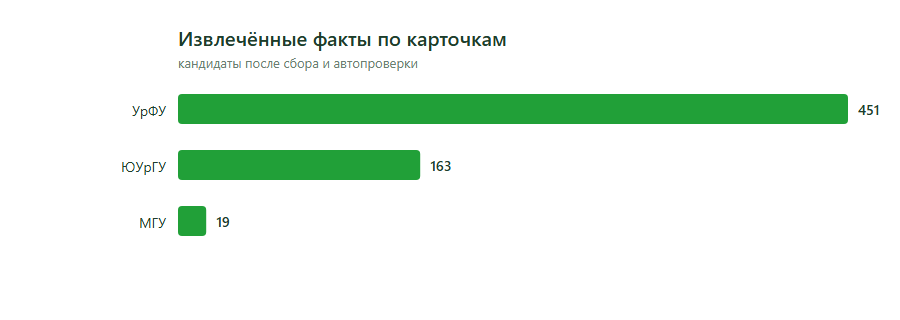 Извлечённые факты по карточкам
кандидаты после сбора и автопроверки
УрФУ 451
ЮУрГУ 163
МГУ 19